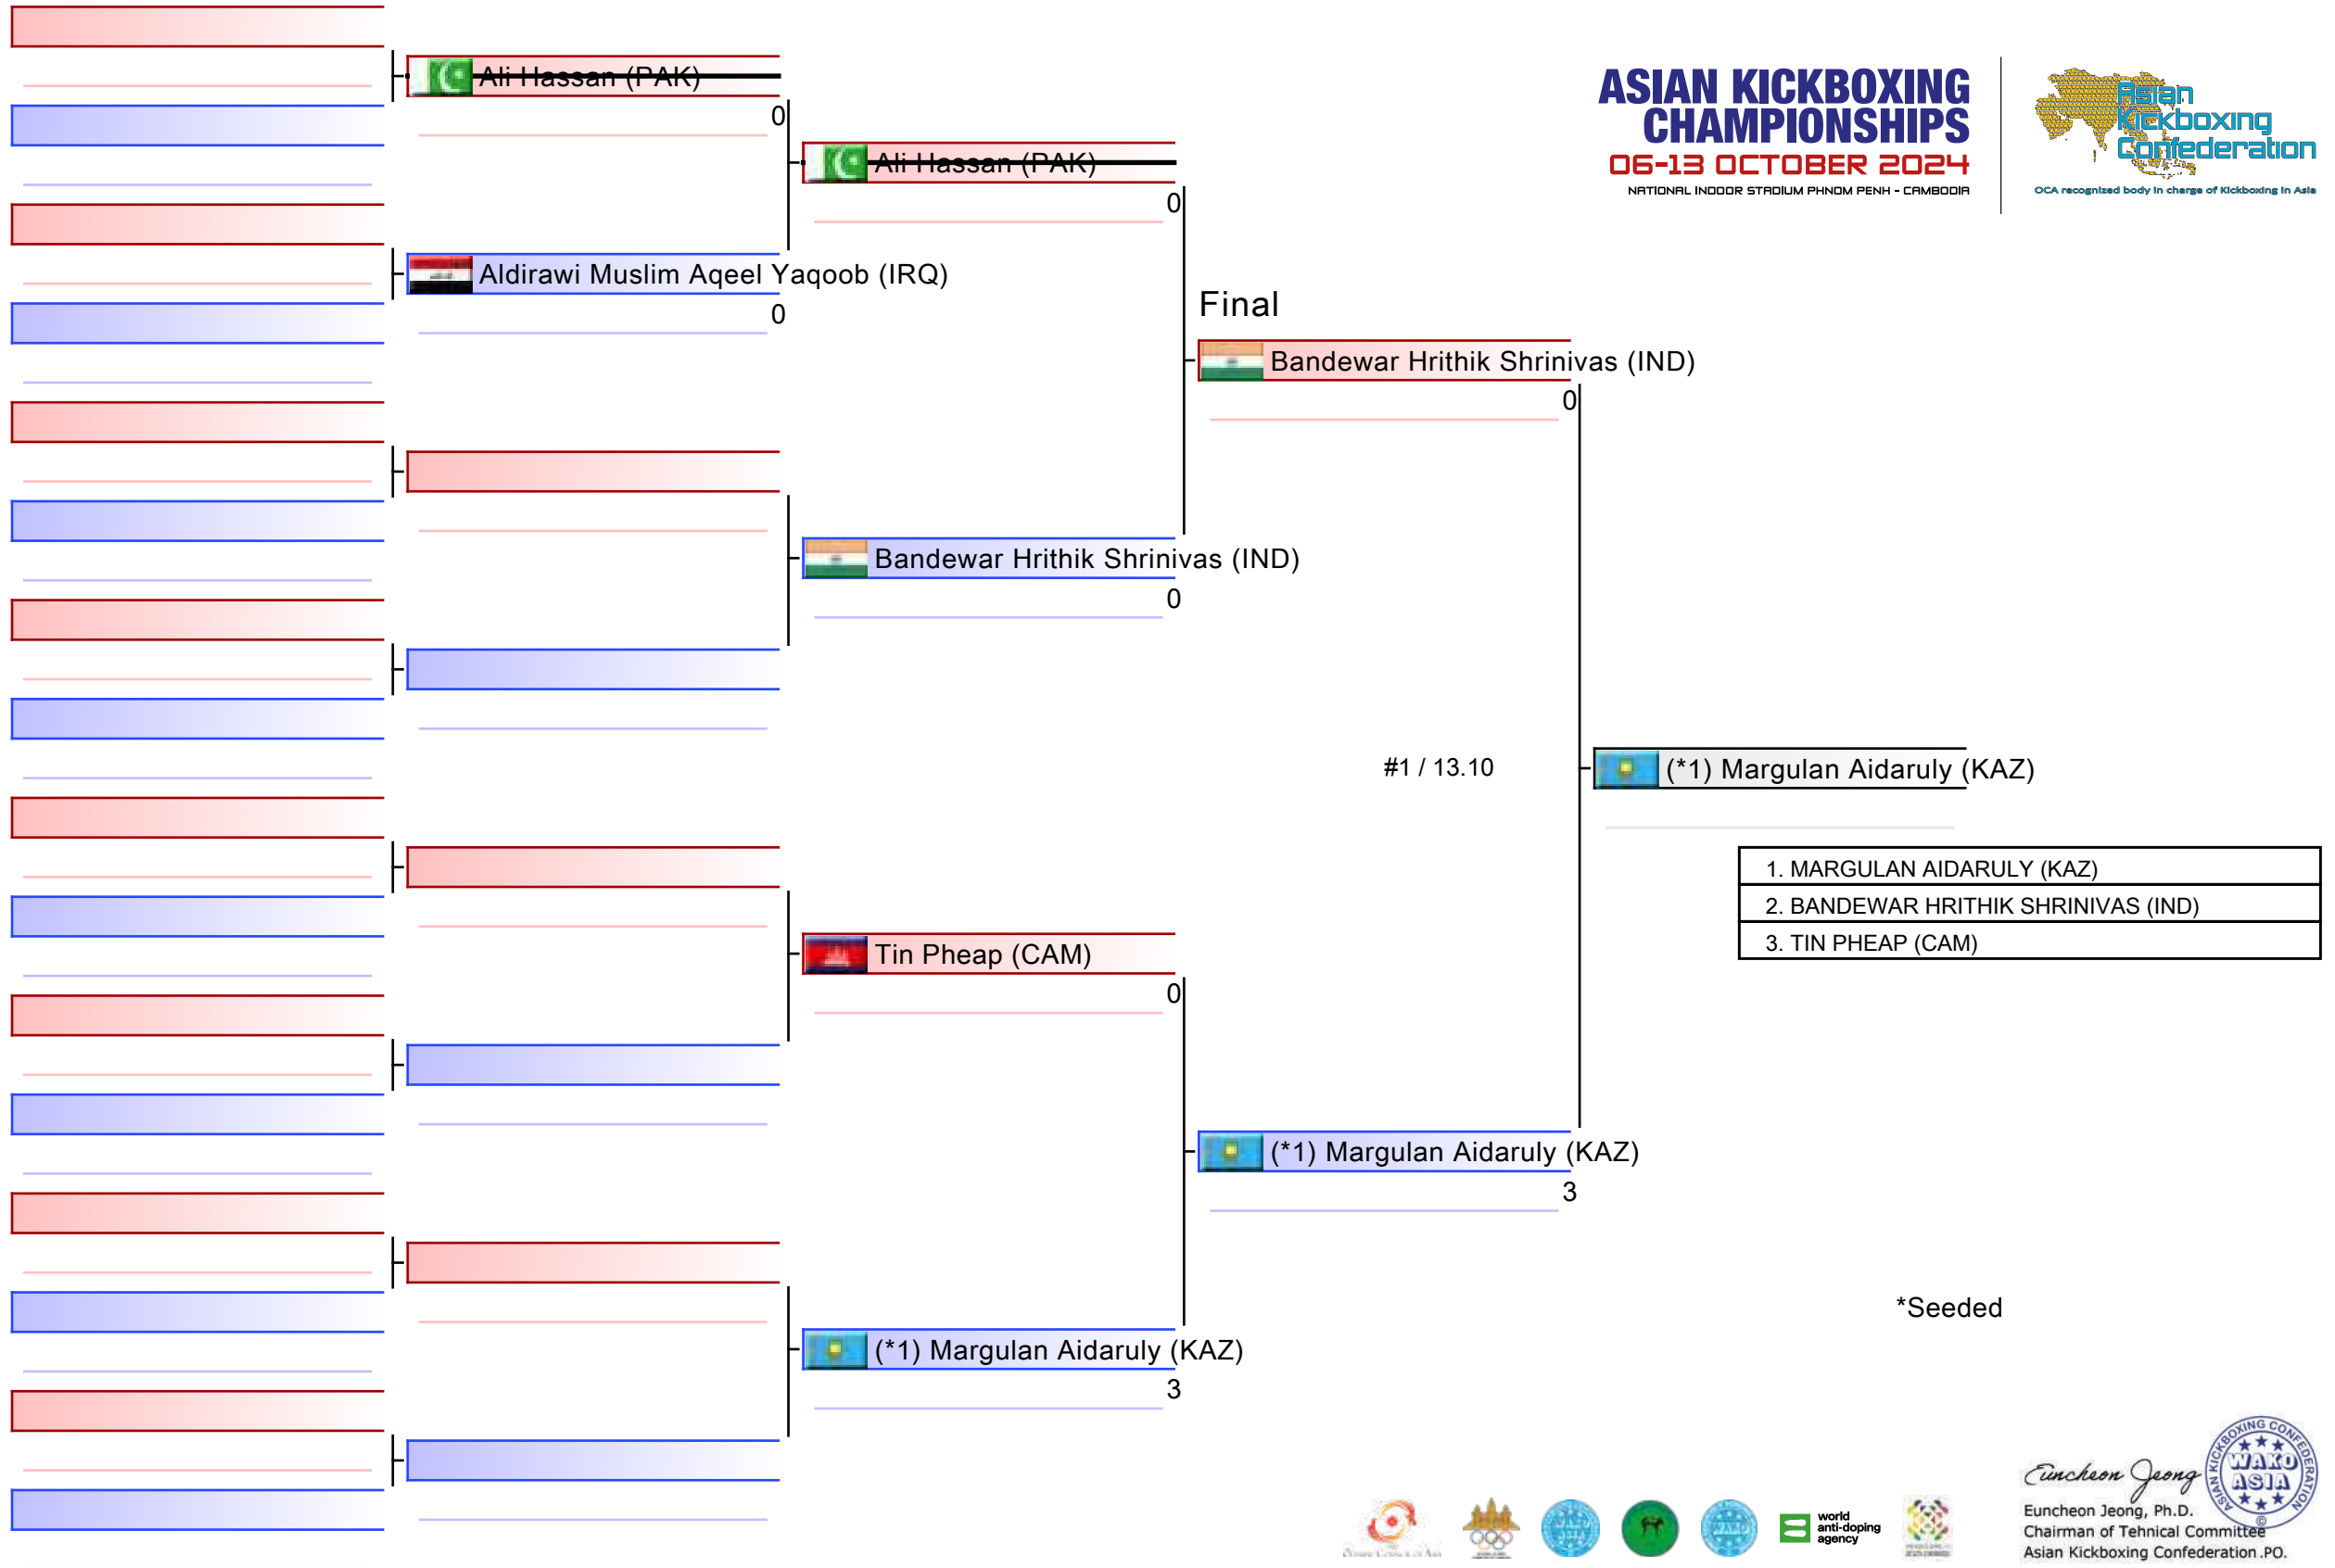 ASIAN KICKBOXING
CHAMPIONSHIPS
06-13 OCTOBER 2024
NATIONAL INDOOR STADIUM PHNOM PENH - CAMBODIA
Asian
Kickboxing
Confederation
OCA recognized body in charge of Kickboxing in Asia
Ali Hassan (PAK)
0
Aldirawi Muslim Aqeel Yaqoob (IRQ)
0
Ali Hassan (PAK)
0
Bandewar Hrithik Shrinivas (IND)
0
Tin Pheap (CAM)
0
(*1) Margulan Aidaruly (KAZ)
3
Final
Bandewar Hrithik Shrinivas (IND)
0
#1 / 13.10
(*1) Margulan Aidaruly (KAZ)
3
(*1) Margulan Aidaruly (KAZ)
1. MARGULAN AIDARULY (KAZ)
2. BANDEWAR HRITHIK SHRINIVAS (IND)
3. TIN PHEAP (CAM)
*Seeded
world
anti-doping
agency
Euncheon Jeong
ASIAN KICKBOXING CONFEDERATION
WAKO
ASIA
Euncheon Jeong, Ph.D.
Chairman of Tehnical Committee
Asian Kickboxing Confederation.PO.